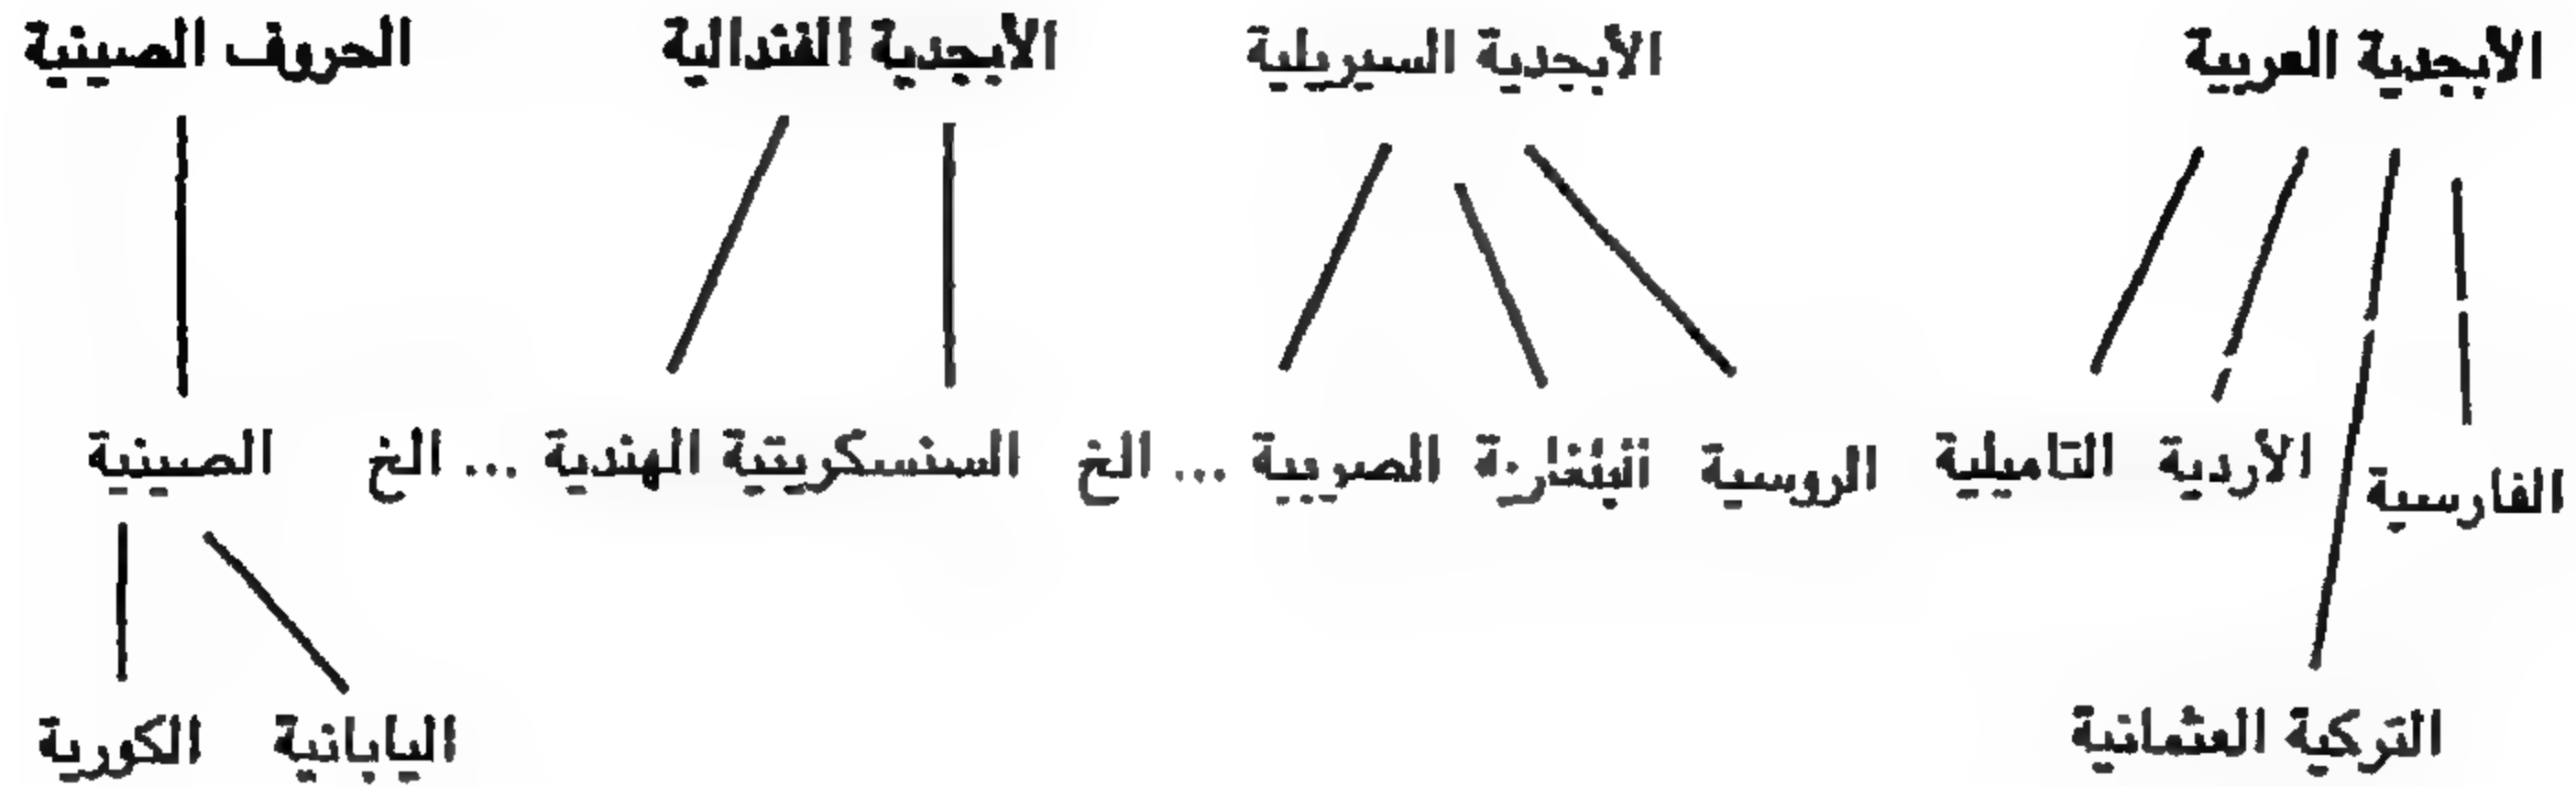 الأبجدية العربية
الأبجدية السيريلية
الأبجدية الفندالية
الحروف الصينية
الفارسية
الأردية
التاميلية
الروسية
البلغارية
الصربية ... الخ
السنسكريتية
الهندية ... الخ
الصينية
التركية العثمانية
اليابانية
الكورية